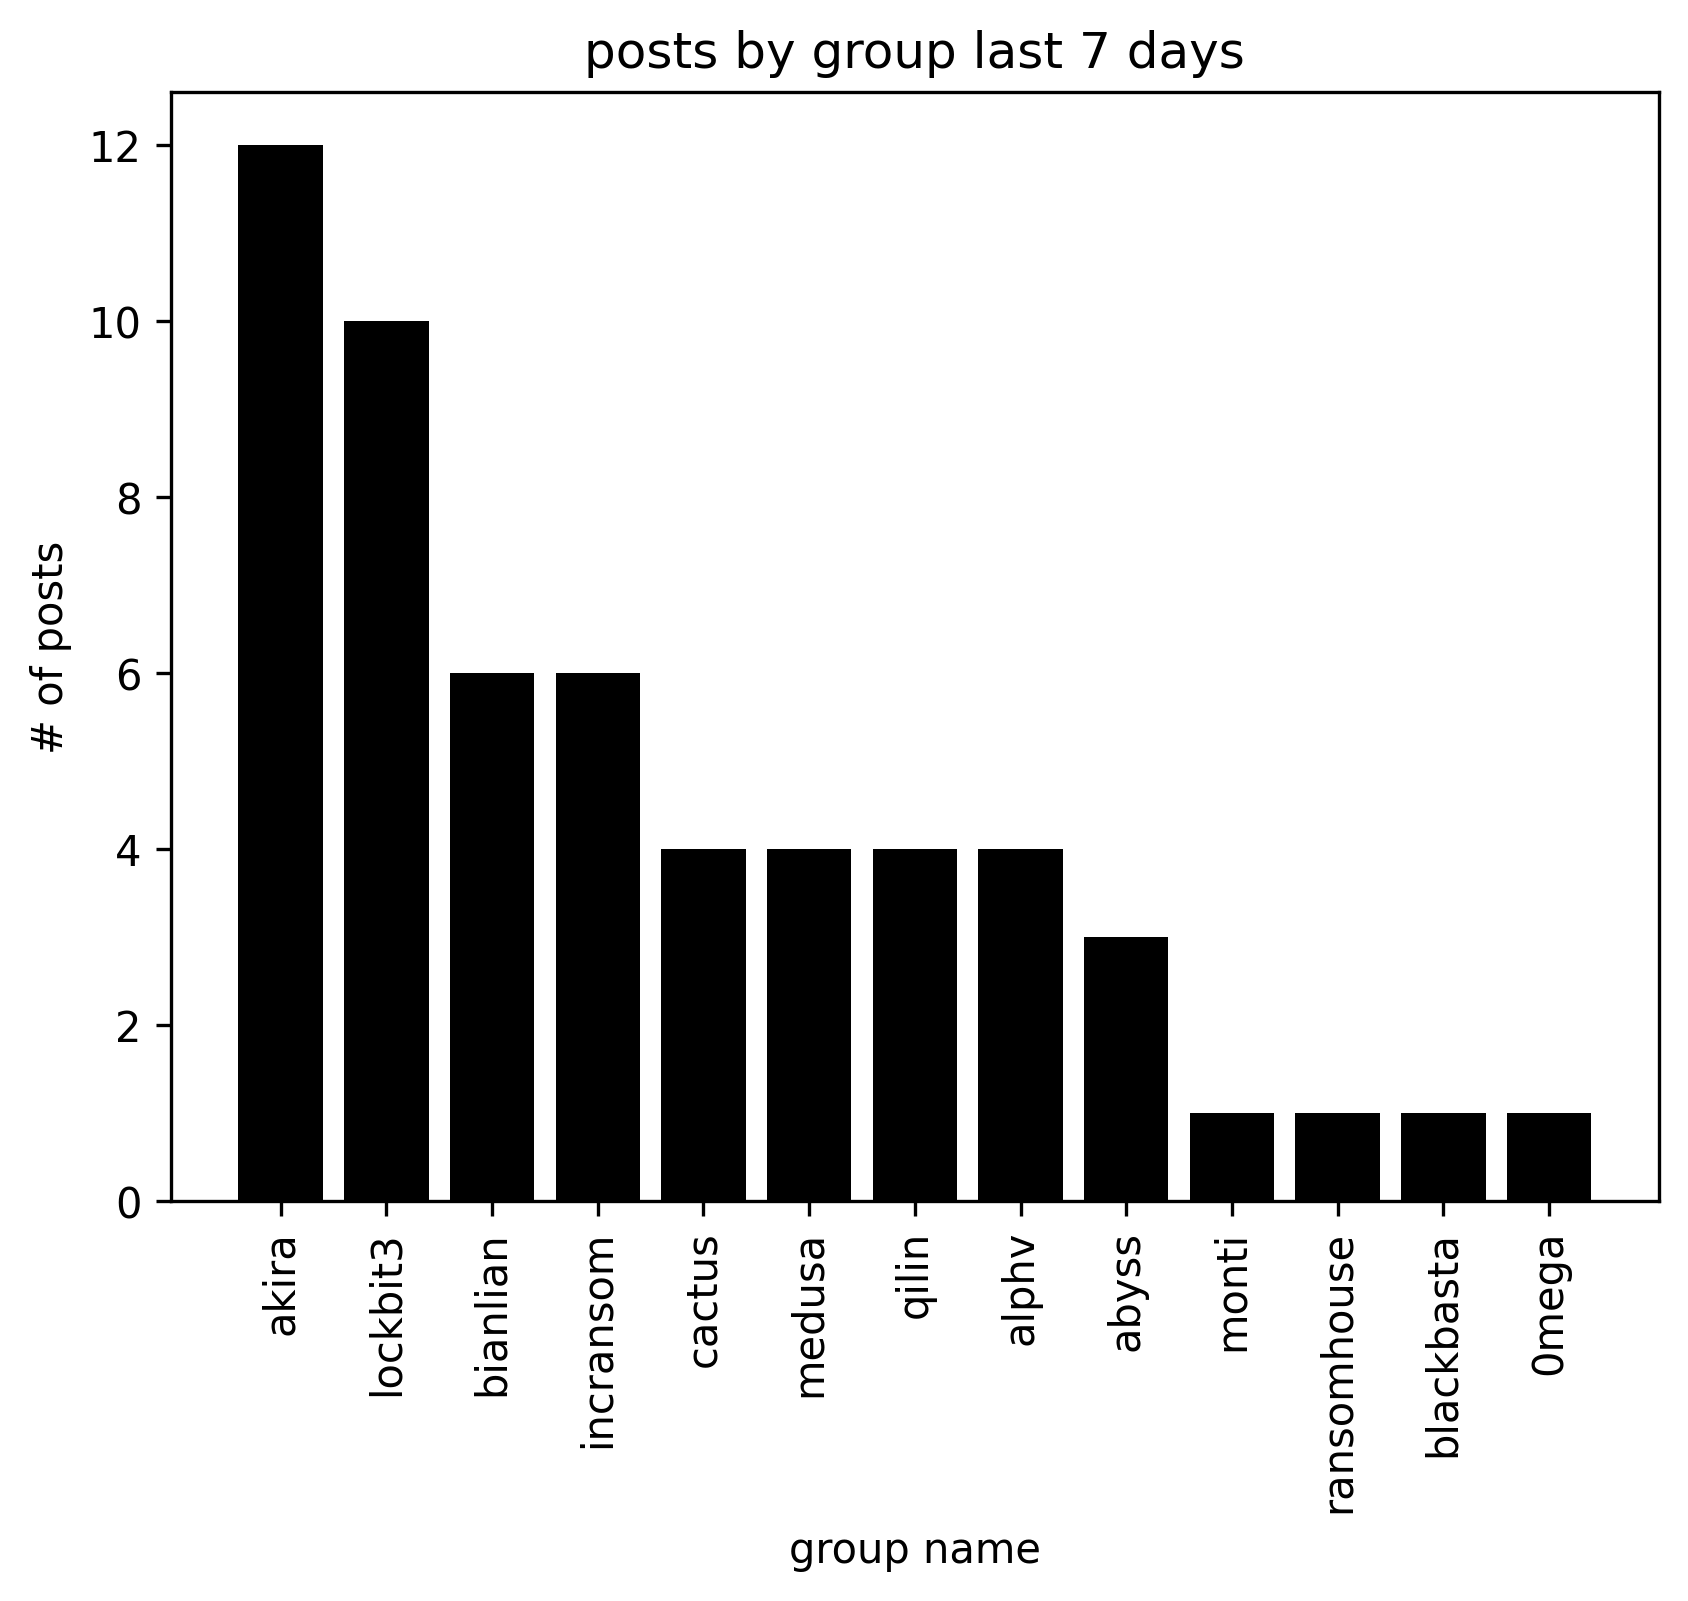 posts by group last 7 days
# of posts
12
10
8
6
4
2
0
akira
lockbit3
bianlian
incransom
cactus
medusa
qilin
alphv
abyss
monti
ransomhouse
blackbasta
0mega
group name